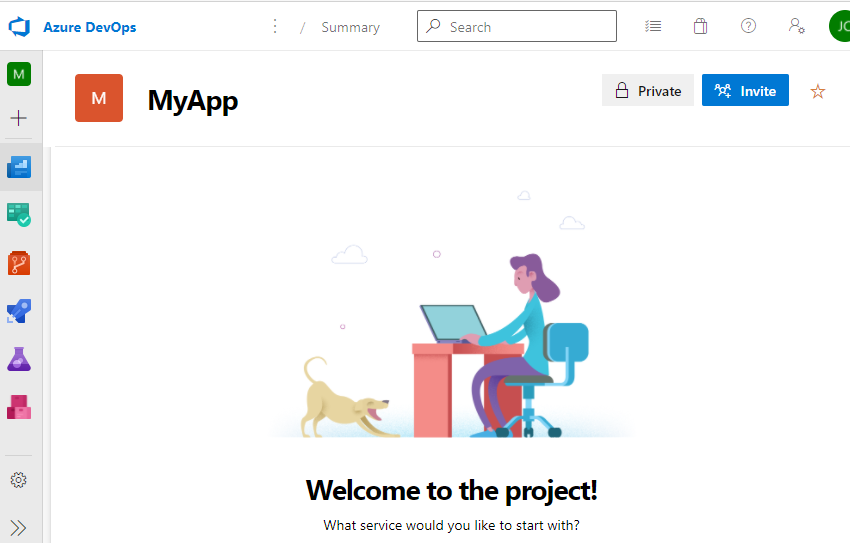 Azure DevOps
/ Summary
Search
JC
M
M
MyApp
Private
Invite
Welcome to the project!
What service would you like to start with?